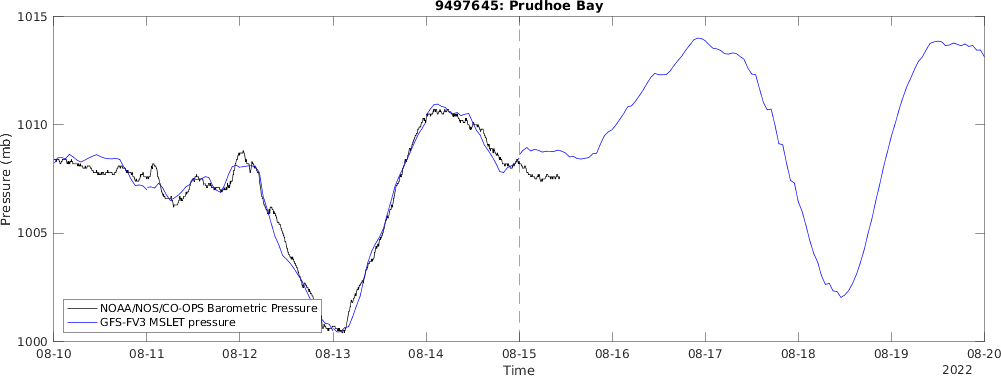 9497645: Prudhoe Bay
1015
1010
1005
1000
Pressure (mb)
NOAA/NOS/CO-OPS Barometric Pressure
GFS-FV3 MSLET pressure
08-10 08-11 08-12 08-13 08-14 08-15 08-16 08-17 08-18 08-19 08-20
Time
2022